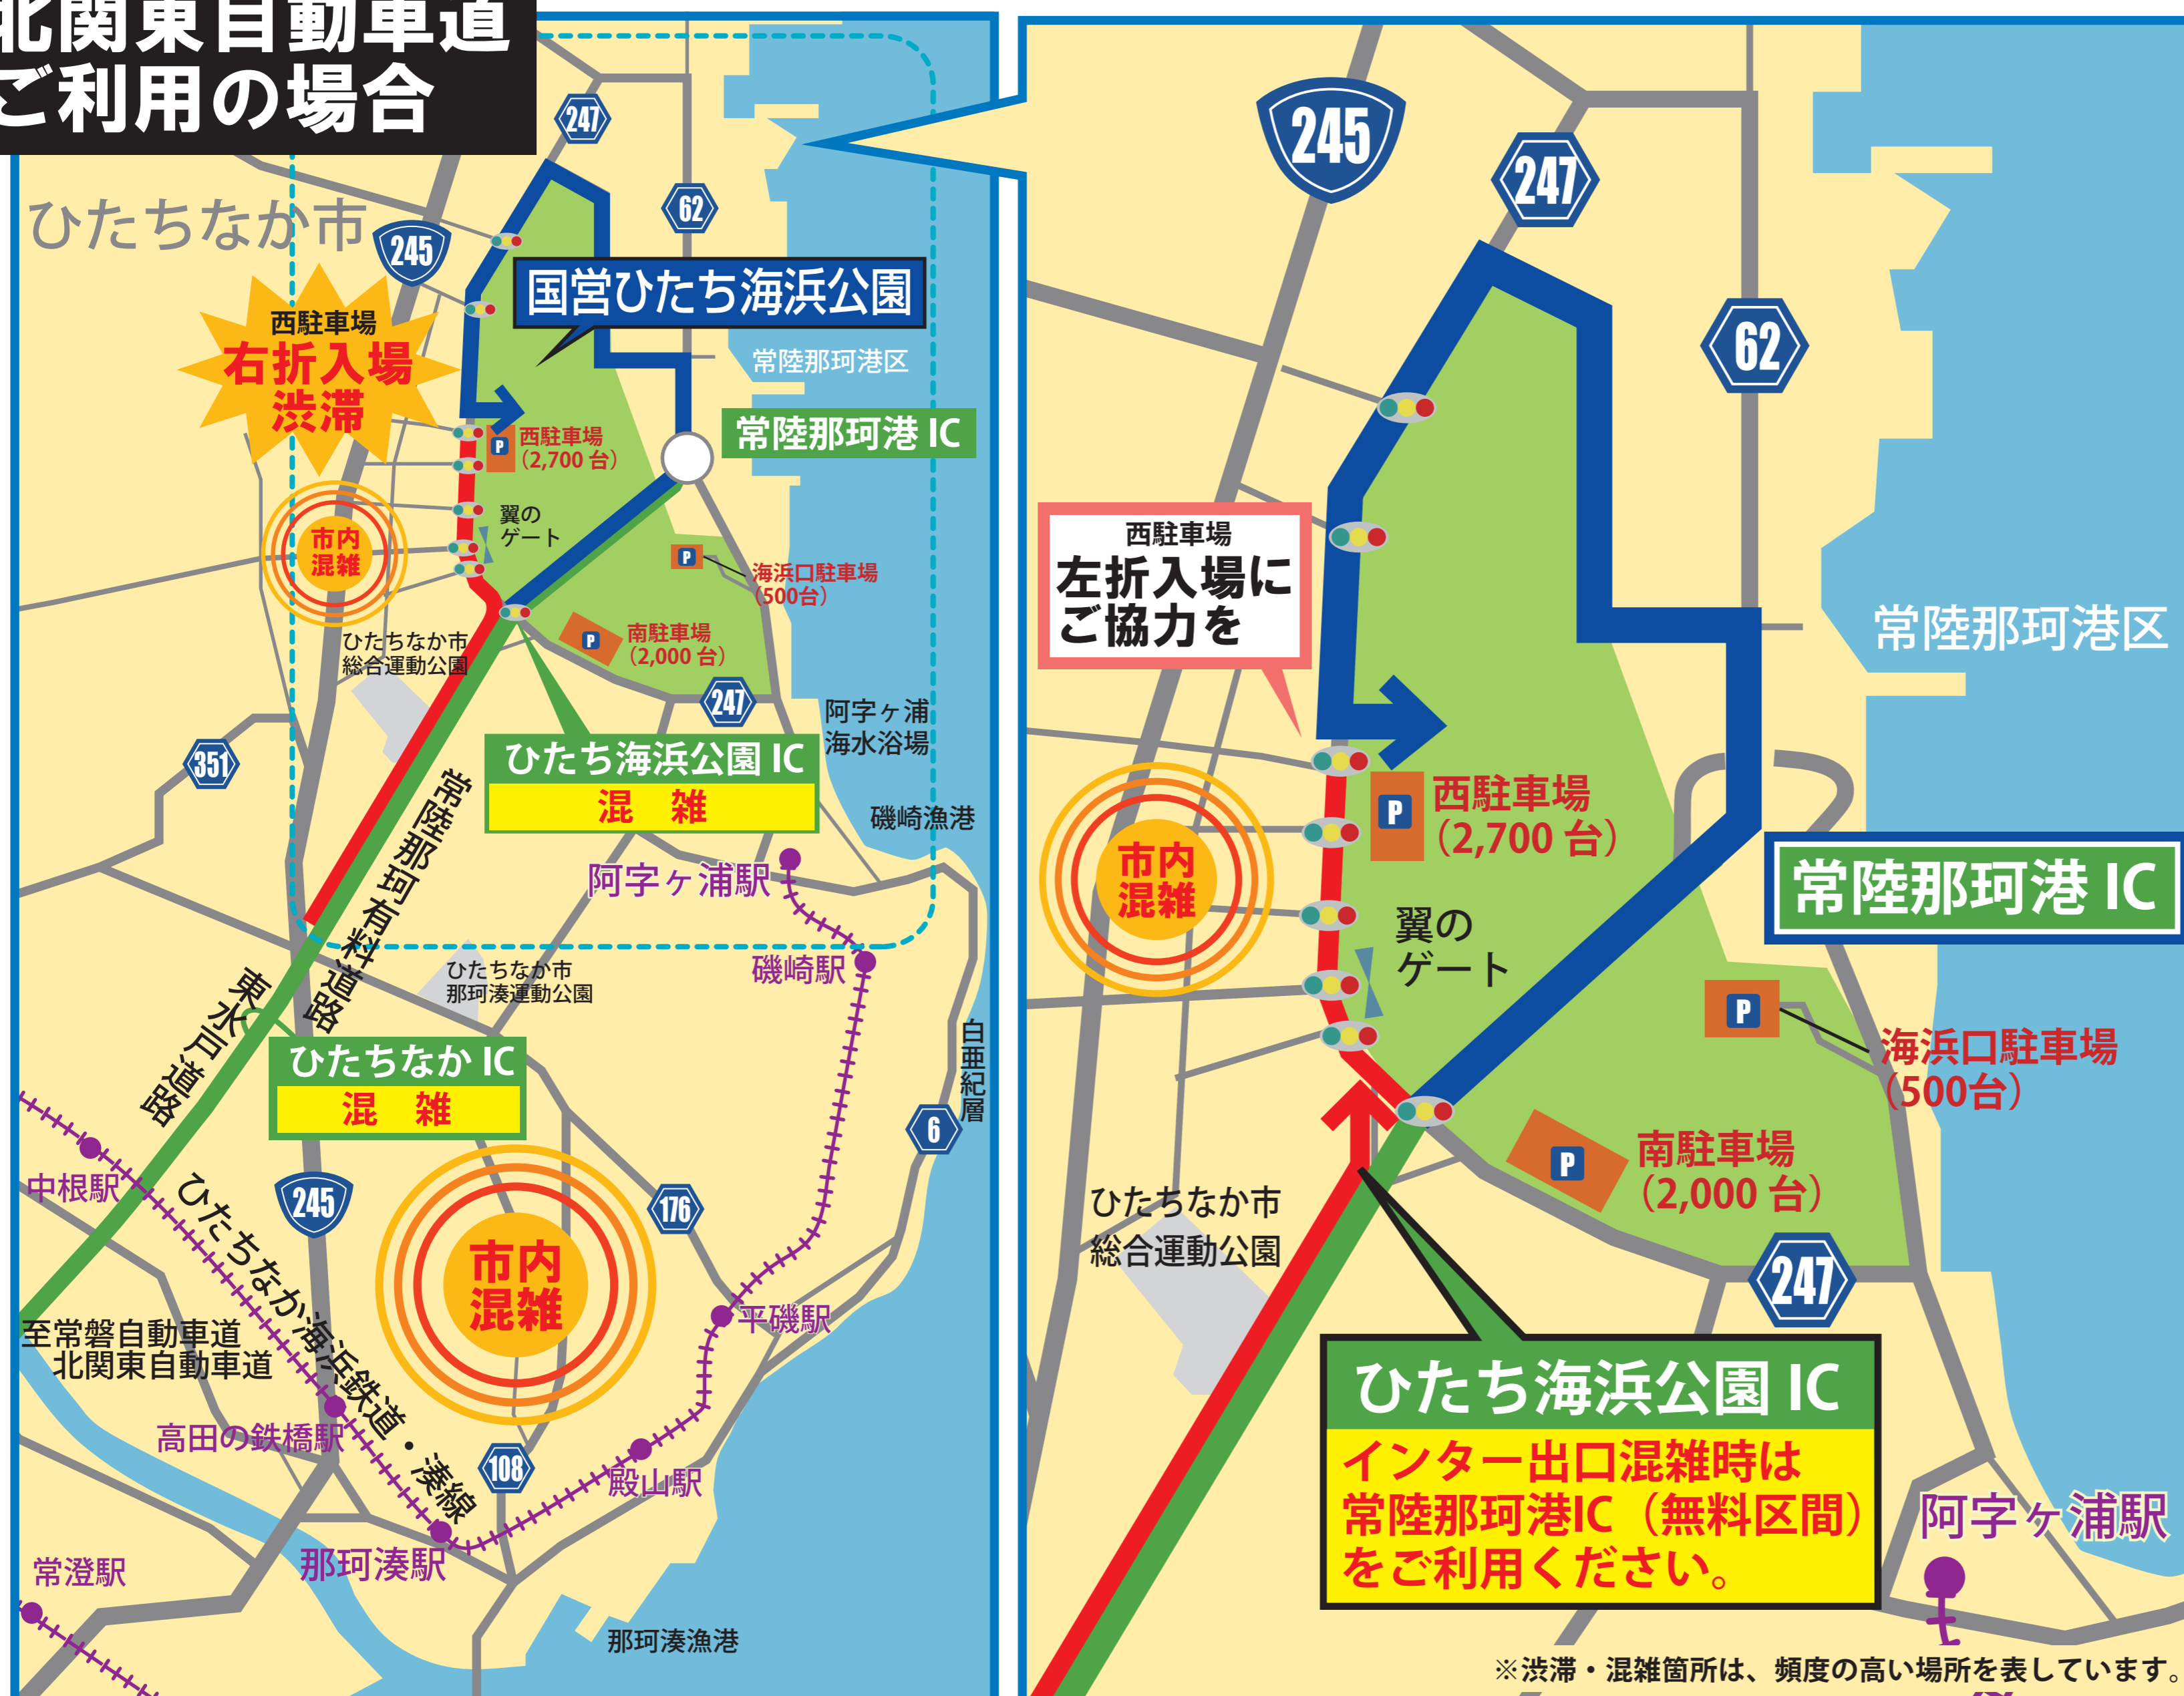 北関東自動車道
ご利用の場合
ひたちなか市
247
62
245
国営ひたち海浜公園
西駐車場
右折入場
渋滞
常陸那珂港区
常陸那珂港 IC
P
西駐車場
（2,700 台）
翼の
ゲート
市内
混雑
P
海浜口駐車場
（500台）
P
南駐車場
（2,000 台）
ひたちなか市
総合運動公園
247
阿字ヶ浦
海水浴場
351
ひたち海浜公園 IC
混　雑
磯崎漁港
常陸那珂有料道路
阿字ヶ浦駅
磯崎駅
ひたちなか市
那珂湊運動公園
東水戸道路
白亜紀層
ひたちなか IC
混　雑
6
中根駅
245
176
ひたちなか海浜鉄道・湊線
市内
混雑
平磯駅
至常磐自動車道
北関東自動車道
高田の鉄橋駅
108
殿山駅
那珂湊駅
常澄駅
那珂湊漁港
245
247
62
西駐車場
左折入場に
ご協力を
常陸那珂港区
P
西駐車場
（2,700 台）
市内
混雑
常陸那珂港 IC
翼の
ゲート
P
海浜口駐車場
（500台）
P
南駐車場
（2,000 台）
ひたちなか市
総合運動公園
247
ひたち海浜公園 IC
インター出口混雑時は
常陸那珂港IC（無料区間）
をご利用ください。
阿字ヶ浦駅
※渋滞・混雑箇所は、頻度の高い場所を表しています。